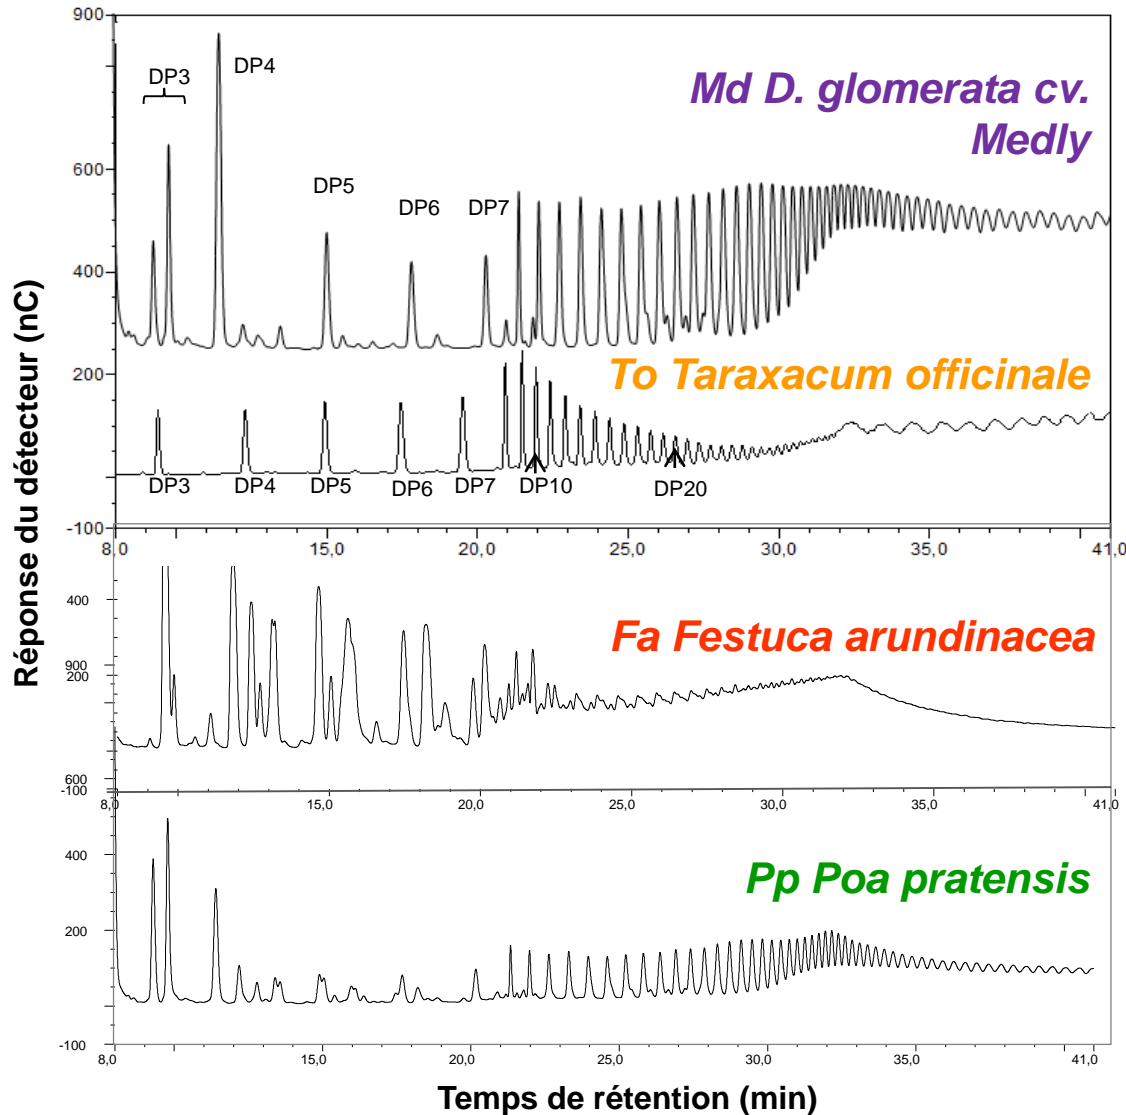 Réponse du détecteur (nC)
900
600
400
200
-100
DP3
DP4
DP5
DP6
DP7
Md D. glomerata cv.
Medly
To Taraxacum officinale
DP3
DP4
DP5
DP6
DP7
DP10
DP20
8,0
15,0
20,0
25,0
30,0
35,0
41,0
400
900
200
600
-100
Fa Festuca arundinacea
8,0
15,0
20,0
25,0
30,0
35,0
41,0
400
200
-100
Pp Poa pratensis
8,0
15,0
20,0
25,0
30,0
35,0
41,0
Temps de rétention (min)